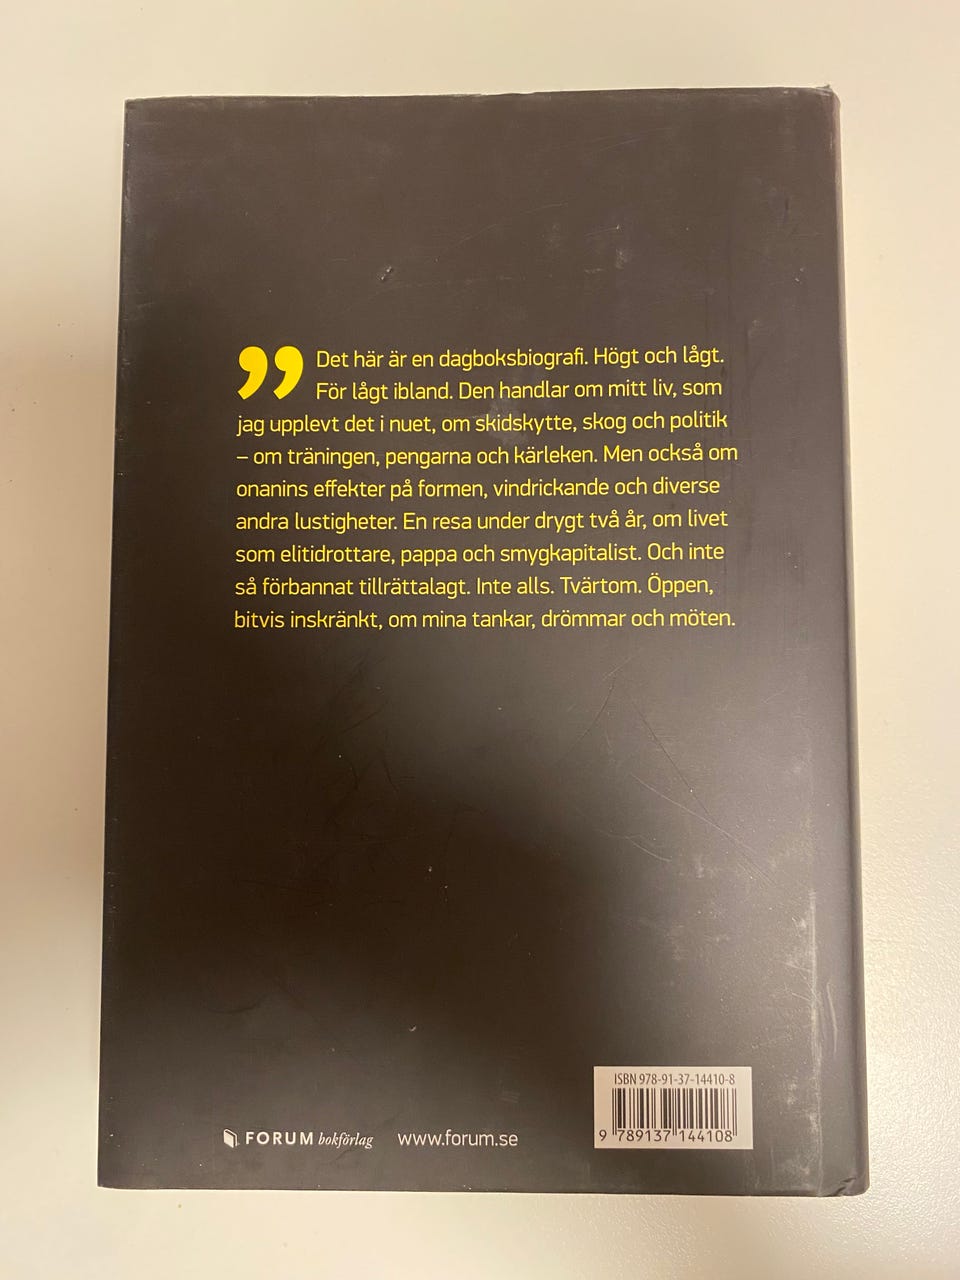 ” Det här är en dagboksbiografi. Högt och lågt.
För lågt ibland. Den handlar om mitt liv, som
jag upplevt det i nuet, om skidskytte, skog och politik
– om träningen, pengarna och kärleken. Men också om
onanins effekter på formen, vindrickande och diverse
andra lustigheter. En resa under drygt två år, om livet
som elitidrottare, pappa och smygkapitalist. Och inte
så förbannat tillrättalagt. Inte alls. Tvärtom. Öppen,
bitvis inskränkt, om mina tankar, drömmar och möten.
ISBN 978-91-37-14410-8
9 789137 144108
FORUM bokförlag www.forum.se